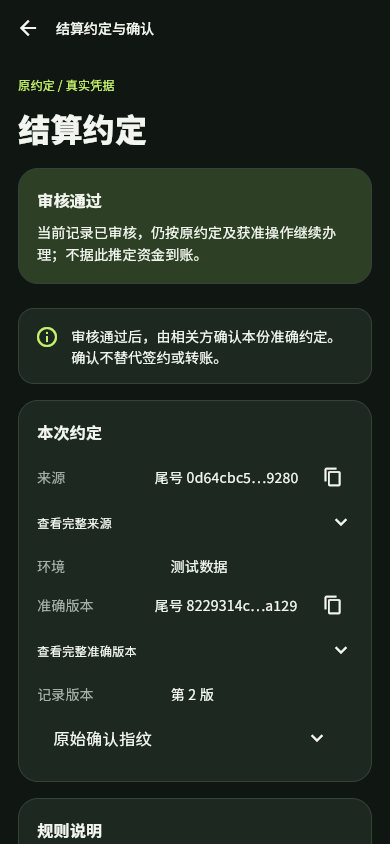 结算约定与确认
原约定 / 真实凭据
结算约定
审核通过
当前记录已审核，仍按原约定及获准操作继续办
理；不据此推定资金到账。
审核通过后，由相关方确认本份准确约定。
确认不替代签约或转账。
本次约定
来源 尾号 0d64cbc5…9280
查看完整来源
环境 测试数据
准确版本 尾号 8229314c…a129
查看完整准确版本
记录版本 第 2 版
原始确认指纹
规则说明